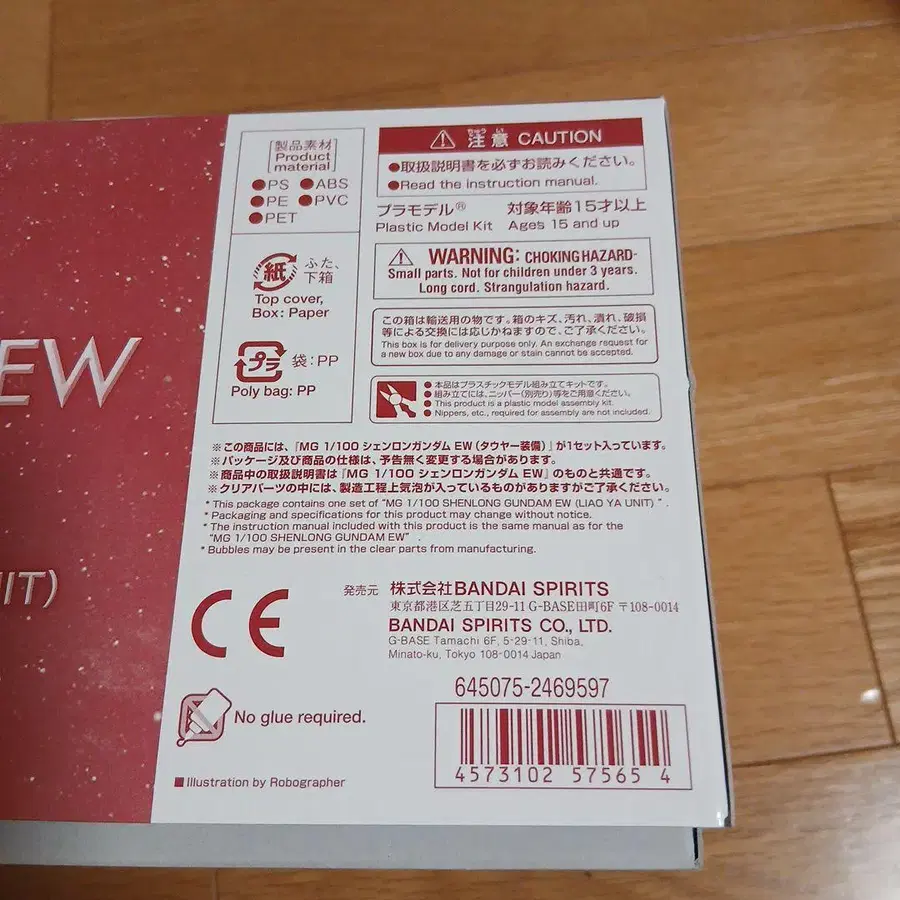 EW
IT)
製品素材
Product
material
●PS ●ABS
●PE ●PVC
●PET
紙 ふた、
下箱
Top cover,
Box: Paper
プラ 袋:PP
Poly bag: PP
注意 CAUTION
ちゅう い
●取扱説明書を必ずお読みください。
●Read the instruction manual.
プラモデル® 対象年齢15才以上
Plastic Model Kit Ages 15 and up
WARNING: CHOKING HAZARD-
Small parts. Not for children under 3 years.
Long cord. Strangulation hazard.
この箱は輸送用の物です。箱のキズ、汚れ、潰れ、破損
等による交換には応じかねますので、ご了承ください。
This box is for delivery purpose only. An exchange request for
a new box due to any damage or stain cannot be accepted.
● 本品はプラスチックモデル組み立てキットです。
● 組み立てには、ニッパー(別売り)等をご用意ください。
● This product is a plastic model assembly kit.
● Nippers, etc., required for assembly are not included.
※この商品には、『MG 1/100 シェンロンガンダム EW (タウヤー装備)』が1セット入っています。
※パッケージ及び商品の仕様は、予告無く変更する場合があります。
※商品中の取扱説明書は『MG 1/100 シェンロンガンダム EW』のものと共通です。
※クリアパーツの中には、製造工程上気泡が入っているものがありますがご了承ください。
* This package contains one set of "MG 1/100 SHENLONG GUNDAM EW (LIAO YA UNIT)" .
* Packaging and specifications for this product may change without notice.
* The instruction manual included with this product is the same manual as for the
"MG 1/100 SHENLONG GUNDAM EW" .
* Bubbles may be present in the clear parts from manufacturing.
CE
発売元 株式会社BANDAI SPIRITS
東京都港区芝五丁目29-11 G-BASE田町6F 〒108-0014
BANDAI SPIRITS CO., LTD.
G-BASE Tamachi 6F, 5-29-11, Shiba,
Minato-ku, Tokyo 108-0014 Japan
No glue required.
645075-2469597
4573102 57565 4
■Illustration by Robographer